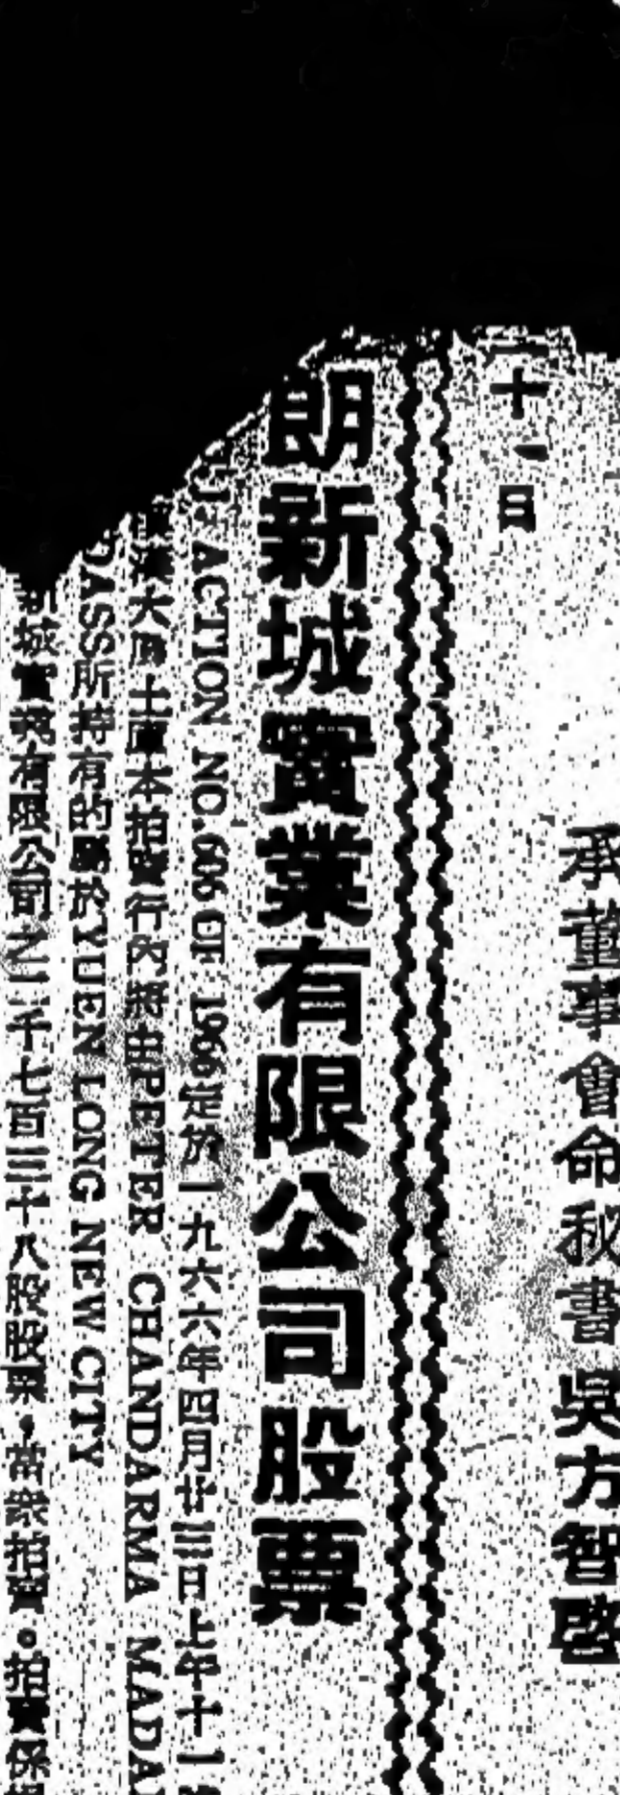 十一日
承董事會命秘書 吳方智啓
朗新城實業有限公司股票
ACTION NO.606 OF 1966定於一九六六年四月廿三日上午十一
大廈士庫本拍賣行內將由PETER CHANDARMA MADA
DASS所持有的屬於YUEN LONG NEW CITY
新城實業有限公司之一千七百三十八股股票，當衆拍賣。拍賣係